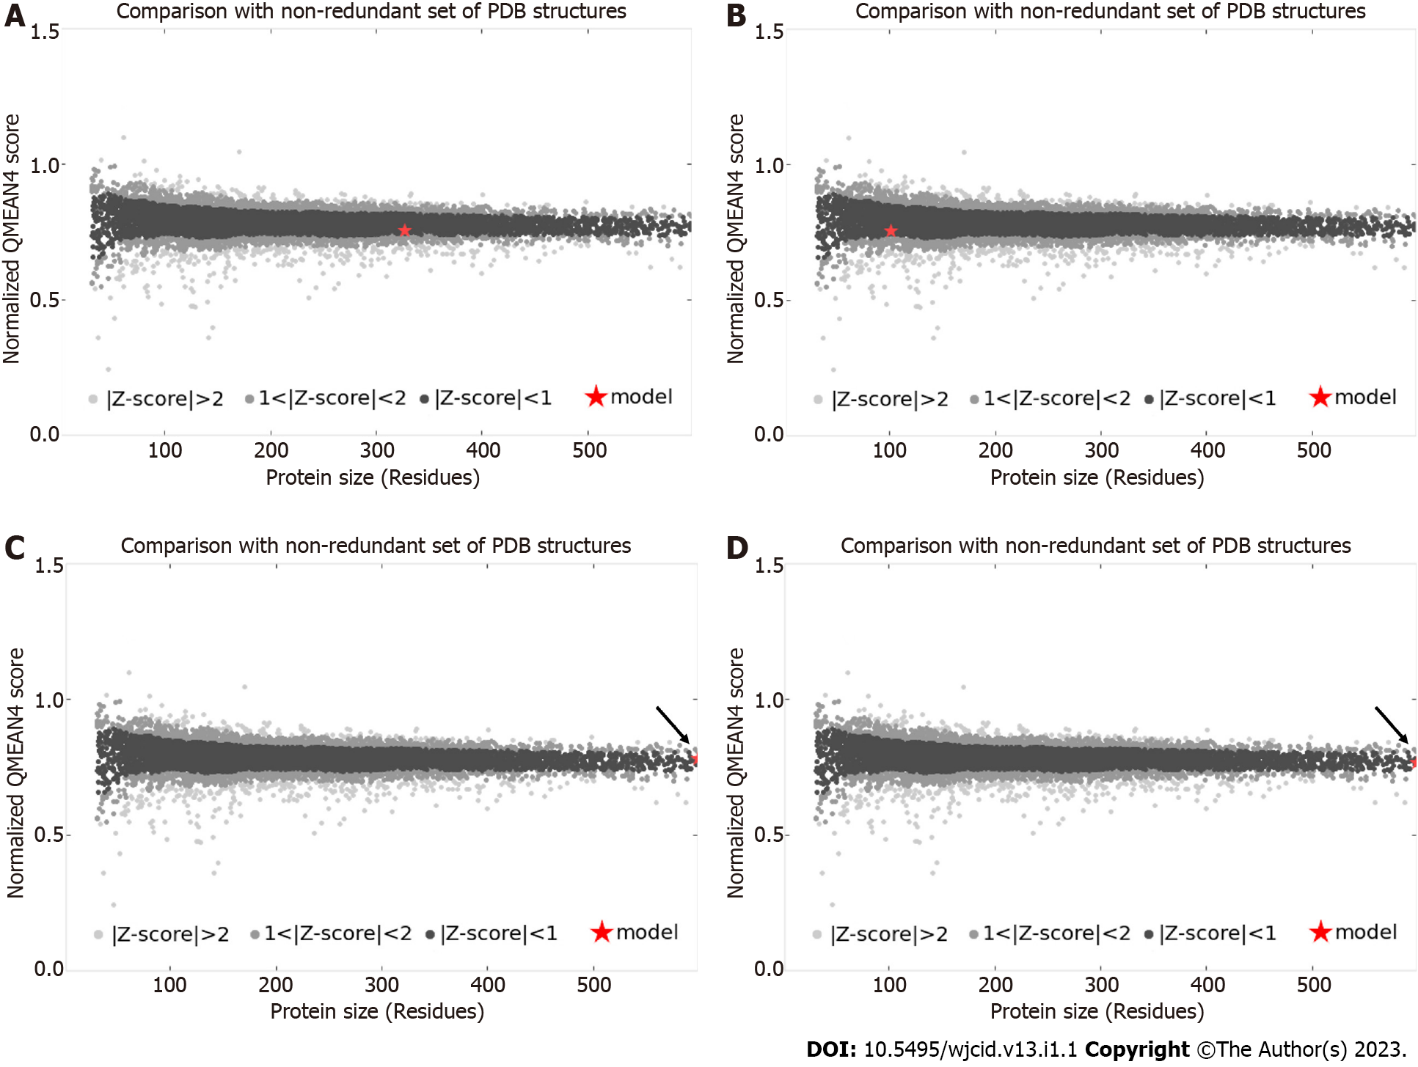 A
Comparison with non-redundant set of PDB structures
1.5
1.0
0.5
0.0
Normalized QMEAN4 score
|Z-score|>2 1<|Z-score|<2 |Z-score|<1 model
100 200 300 400 500
Protein size (Residues)
B
Comparison with non-redundant set of PDB structures
1.5
1.0
0.5
0.0
Normalized QMEAN4 score
|Z-score|>2 1<|Z-score|<2 |Z-score|<1 model
100 200 300 400 500
Protein size (Residues)
C
Comparison with non-redundant set of PDB structures
1.5
1.0
0.5
0.0
Normalized QMEAN4 score
|Z-score|>2 1<|Z-score|<2 |Z-score|<1 model
100 200 300 400 500
Protein size (Residues)
D
Comparison with non-redundant set of PDB structures
1.5
1.0
0.5
0.0
Normalized QMEAN4 score
|Z-score|>2 1<|Z-score|<2 |Z-score|<1 model
100 200 300 400 500
Protein size (Residues)
DOI: 10.5495/wjcid.v13.i1.1 Copyright ©The Author(s) 2023.